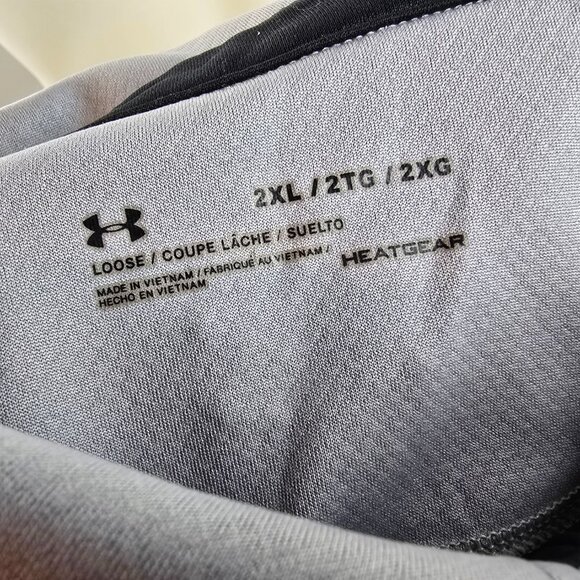 2XL / 2TG / 2XG
LOOSE / COUPE LÂCHE / SUELTO
MADE IN VIETNAM / FABRIQUÉ AU VIETNAM /
HECHO EN VIETNAM
HEATGEAR